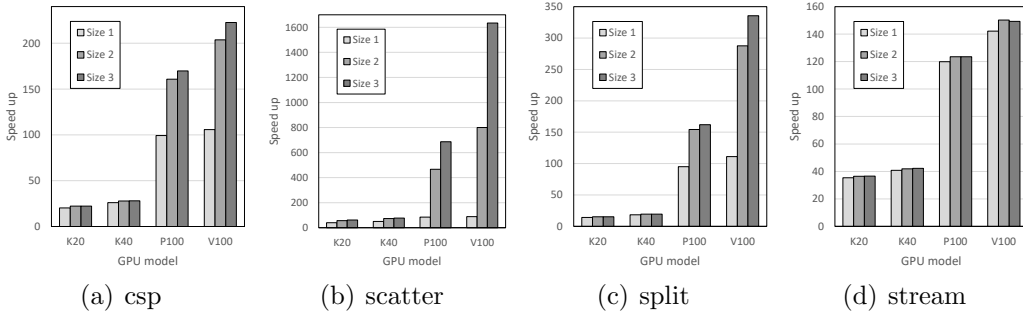 Speed up
200
150
100
50
0
Size 1
Size 2
Size 3
K20 K40 P100 V100
GPU model
(a) csp
Speed up
1600
1400
1200
1000
800
600
400
200
0
Size 1
Size 2
Size 3
K20 K40 P100 V100
GPU model
(b) scatter
Speed up
350
300
250
200
150
100
50
0
Size 1
Size 2
Size 3
K20 K40 P100 V100
GPU model
(c) split
Speed up
160
140
120
100
80
60
40
20
0
Size 1
Size 2
Size 3
K20 K40 P100 V100
GPU model
(d) stream